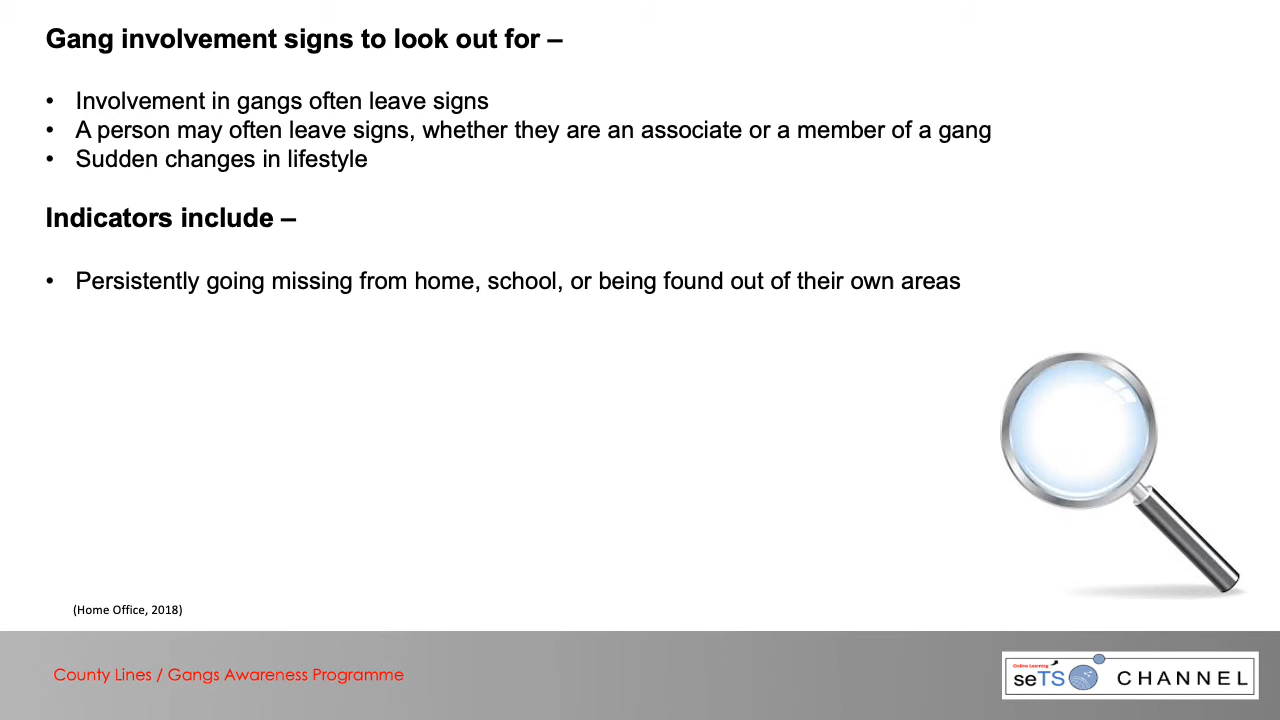 Gang involvement signs to look out for –
• Involvement in gangs often leave signs
• A person may often leave signs, whether they are an associate or a member of a gang
• Sudden changes in lifestyle
Indicators include –
• Persistently going missing from home, school, or being found out of their own areas
(Home Office, 2018)
County Lines / Gangs Awareness Programme
Online Learning
seTS CHANNEL